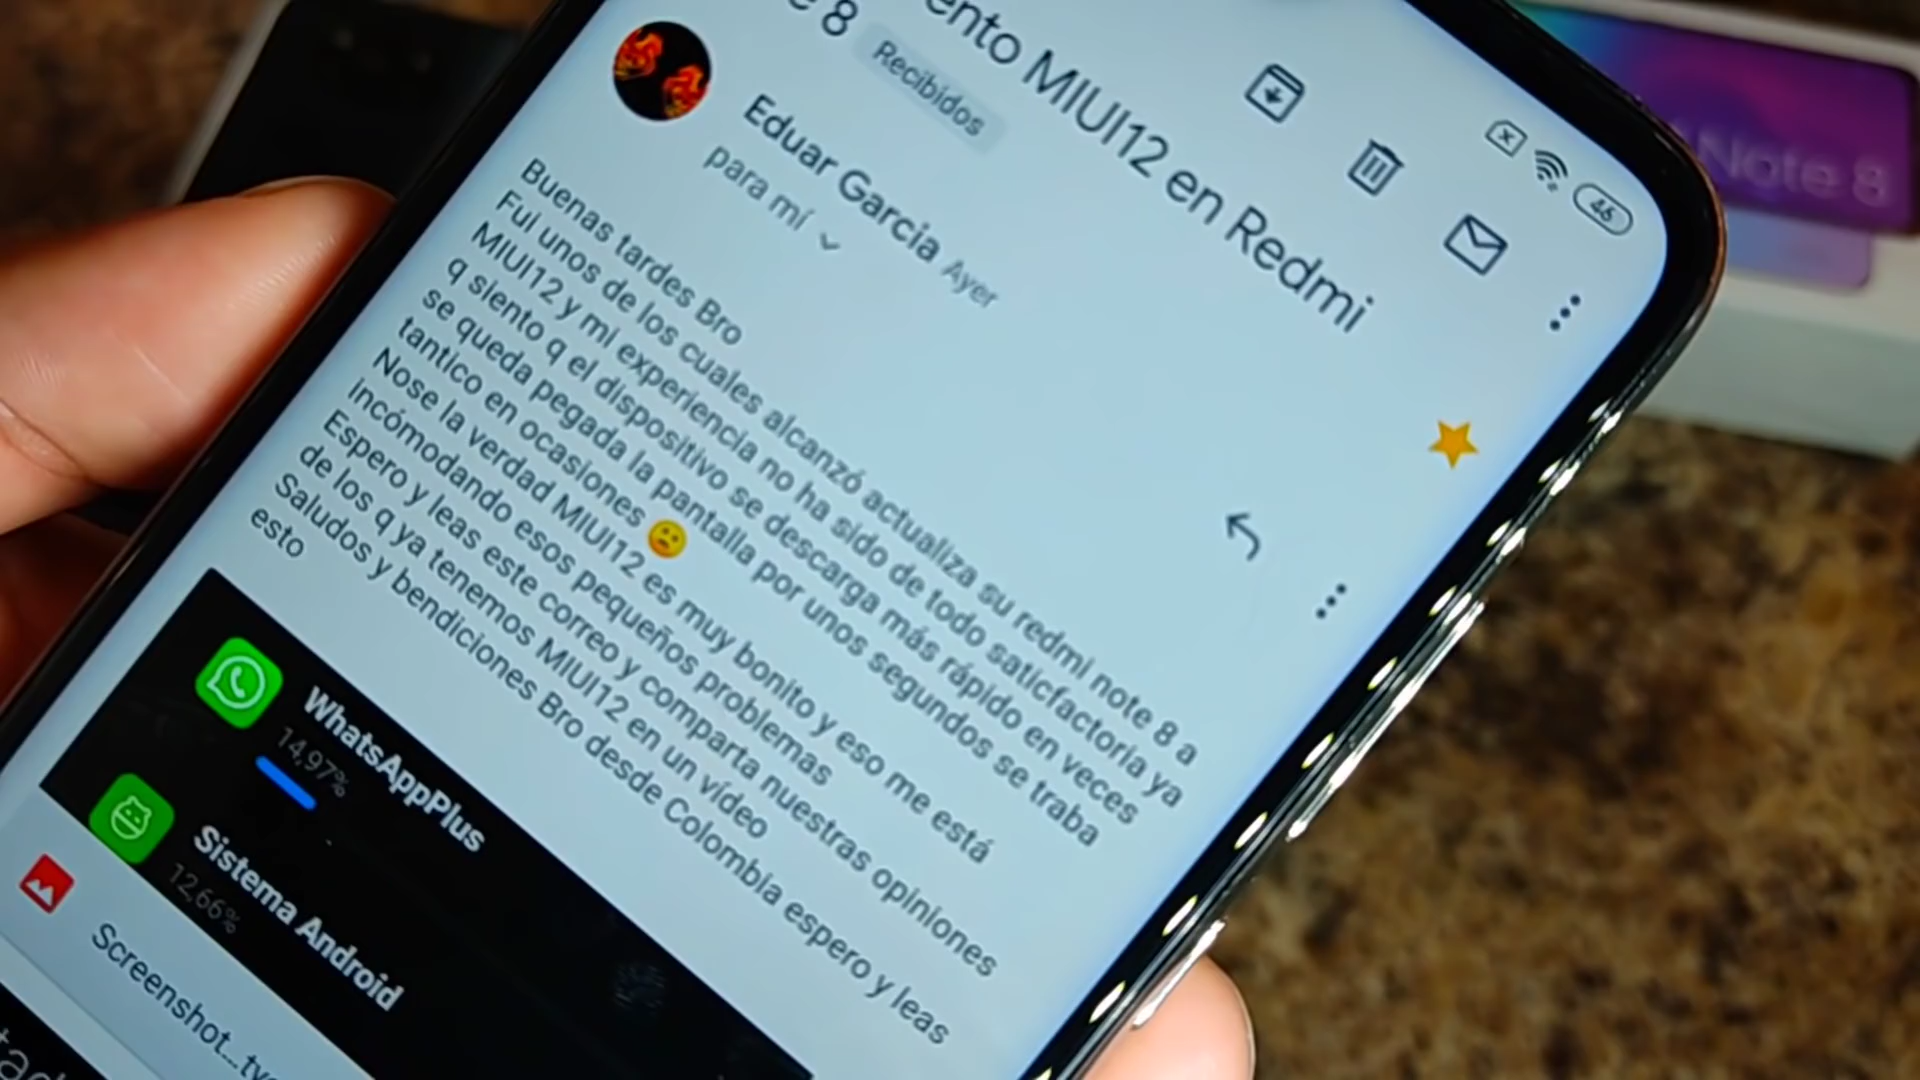 46
ento MIUI12 en Redmi
e 8 Recibidos
Eduar Garcia Ayer
para mí
Buenas tardes Bro
Fui unos de los cuales alcanzó actualiza su redmi note 8 a
MIUI12 y mi experiencia no ha sido de todo saticfactoria ya
q siento q el dispositivo se descarga más rápido en veces
se queda pegada la pantalla por unos segundos se traba
tantico en ocasiones
Nose la verdad MIUI12 es muy bonito y eso me está
incómodando esos pequeños problemas
Espero y leas este correo y comparta nuestras opiniones
de los q ya tenemos MIUI12 en un vídeo
Saludos y bendiciones Bro desde Colombia espero y leas
esto
WhatsAppPlus
14,97%
Sistema Android
12,66%
Screenshot...
Note 8